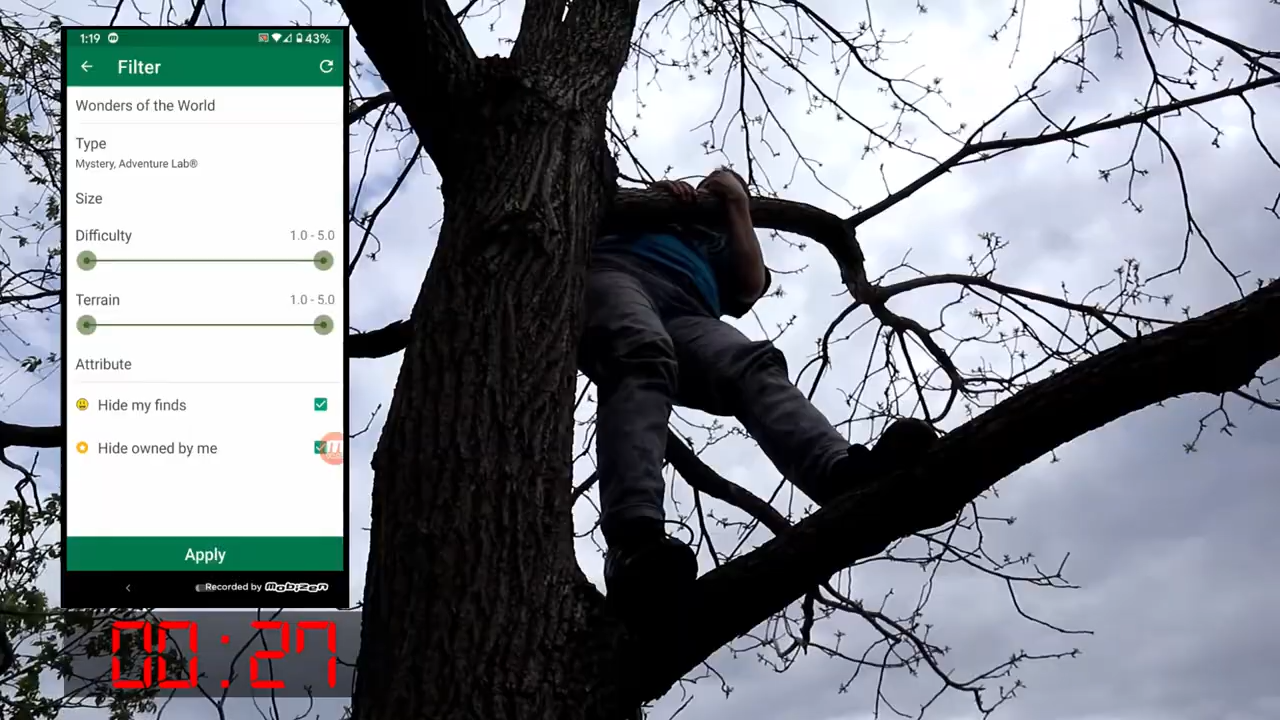 1:19 43%
Filter
Wonders of the World
Type
Mystery, Adventure Lab®
Size
Difficulty 1.0 - 5.0
Terrain 1.0 - 5.0
Attribute
Hide my finds
Hide owned by me
Apply
Recorded by Mobizen
00:27